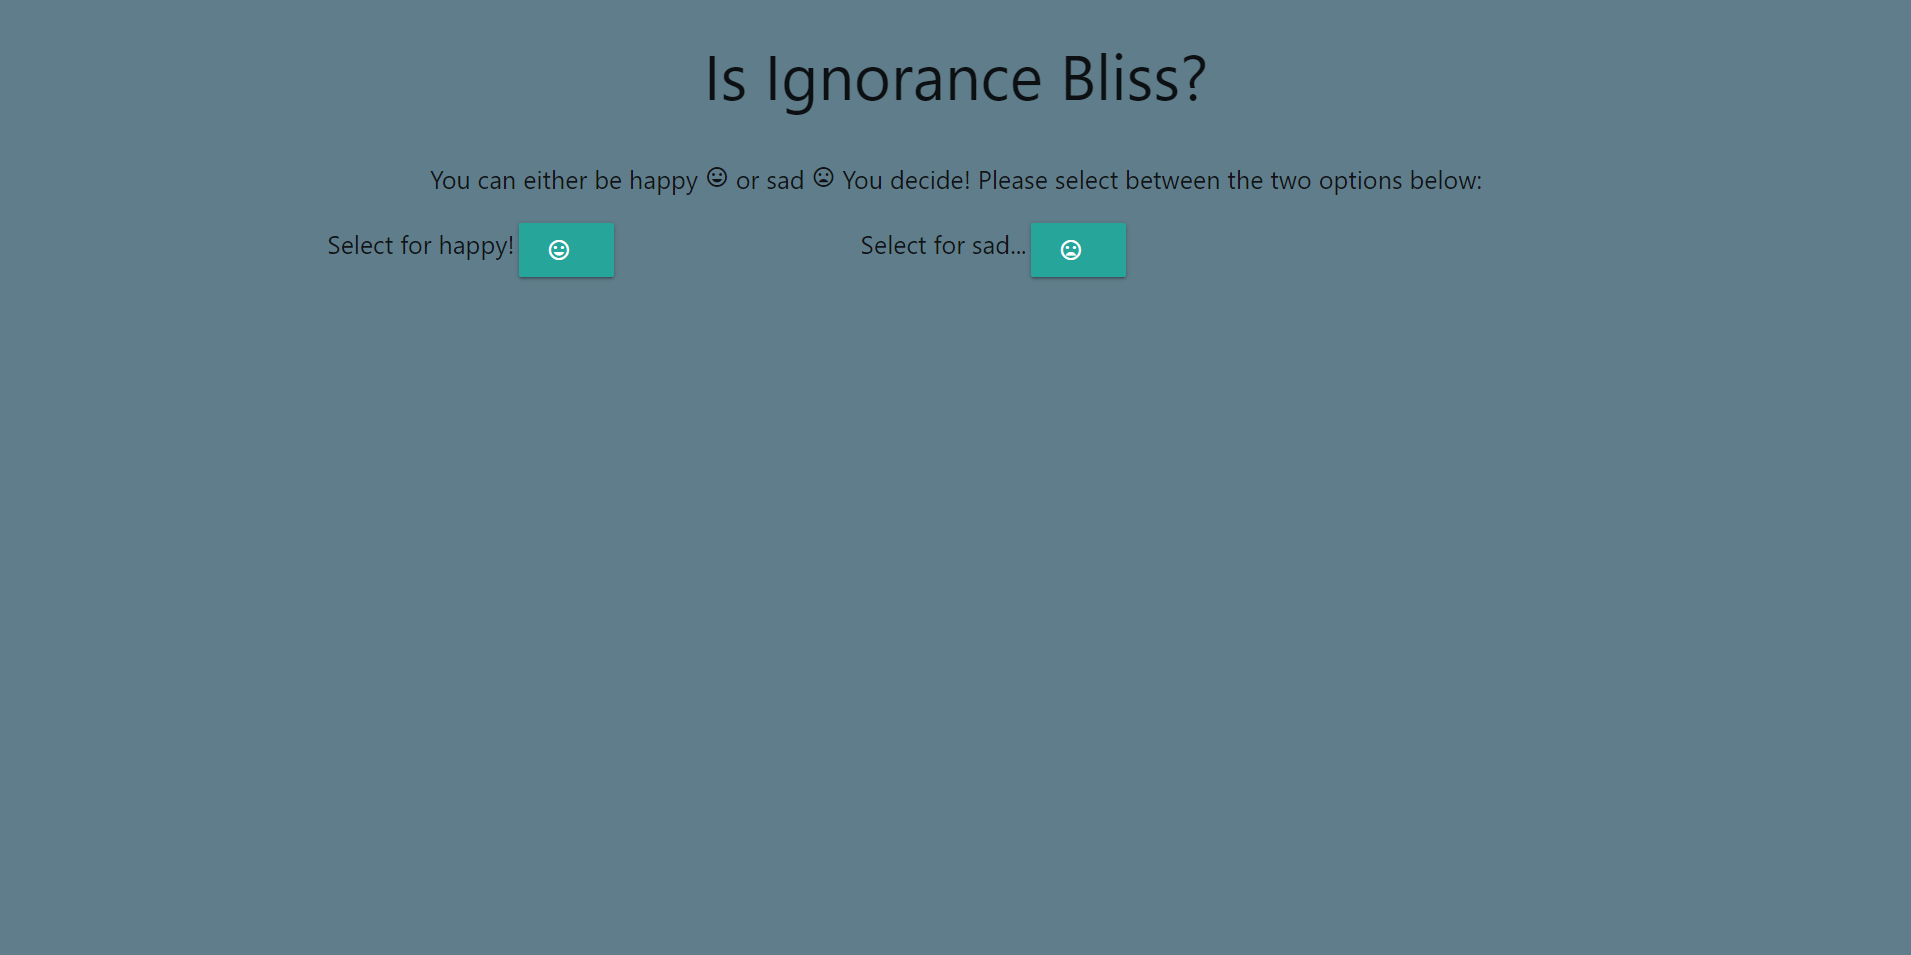 Is Ignorance Bliss?
You can either be happy or sad You decide! Please select between the two options below:
Select for happy! Select for sad...